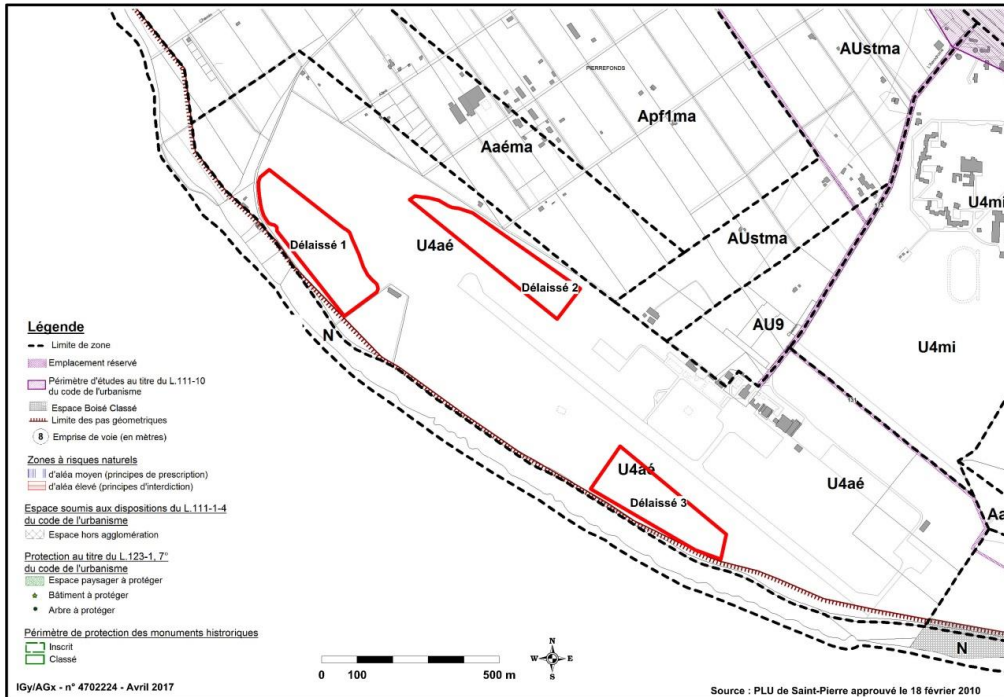 Chemin
PIERREFONDS
AUstma
Apf1ma
Aaéma
U4mi
AUstma
U4aé
Délaissé 1
Délaissé 2
N
AU9
U4mi
U4aé
Délaissé 3
U4aé
Aa
N
Légende
Limite de zone
Emplacement réservé
Périmètre d'études au titre du L.111-10
du code de l'urbanisme
Espace Boisé Classé
Limite des pas géometriques
8 Emprise de voie (en mètres)
Zones à risques naturels
d'aléa moyen (principes de prescription)
d'aléa élevé (principes d'interdiction)
Espace soumis aux dispositions du L.111-1-4
du code de l'urbanisme
Espace hors agglomération
Protection au titre du L.123-1, 7°
du code de l'urbanisme
Espace paysager à protéger
Bâtiment à protéger
Arbre à protéger
Périmètre de protection des monuments histroriques
Inscrit
Classé
0 100 500 m
N
W E
S
IGy/AGx - n° 4702224 - Avril 2017
Source : PLU de Saint-Pierre approuvé le 18 février 2010